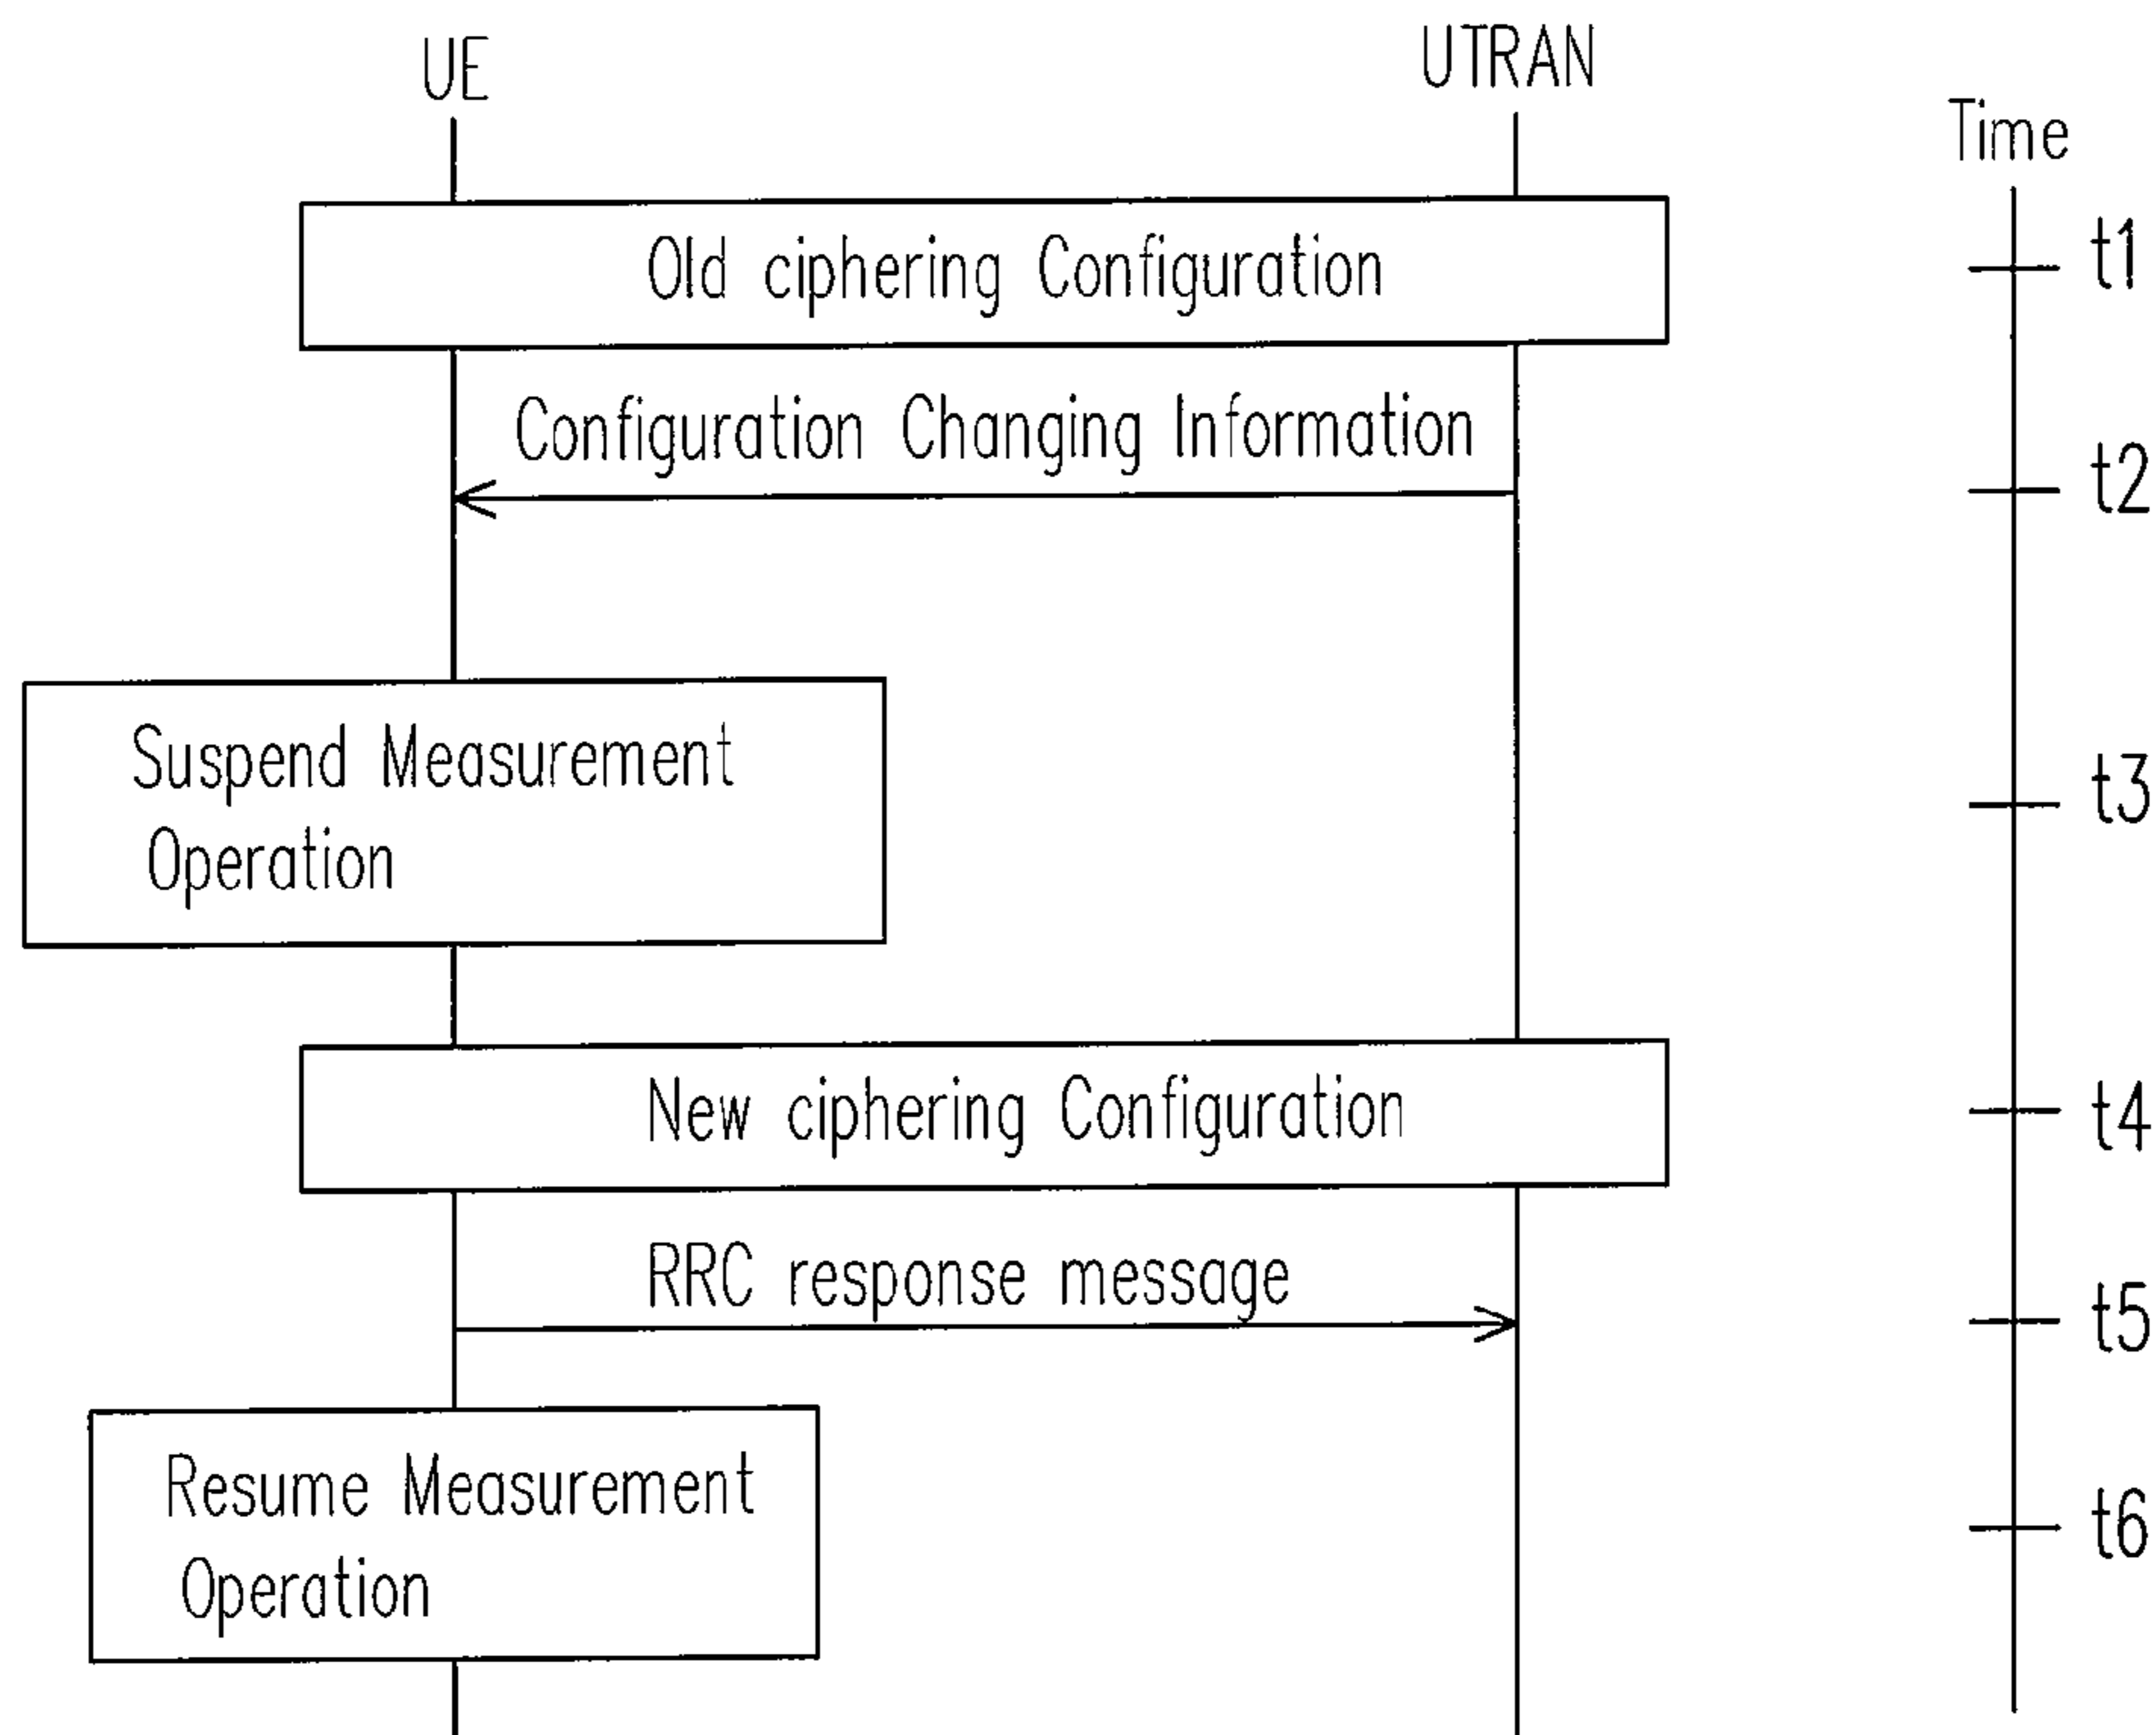 UE
UTRAN
Time
Old ciphering Configuration
t1
Configuration Changing Information
t2
Suspend Measurement
Operation
t3
New ciphering Configuration
t4
RRC response message
t5
Resume Measurement
Operation
t6